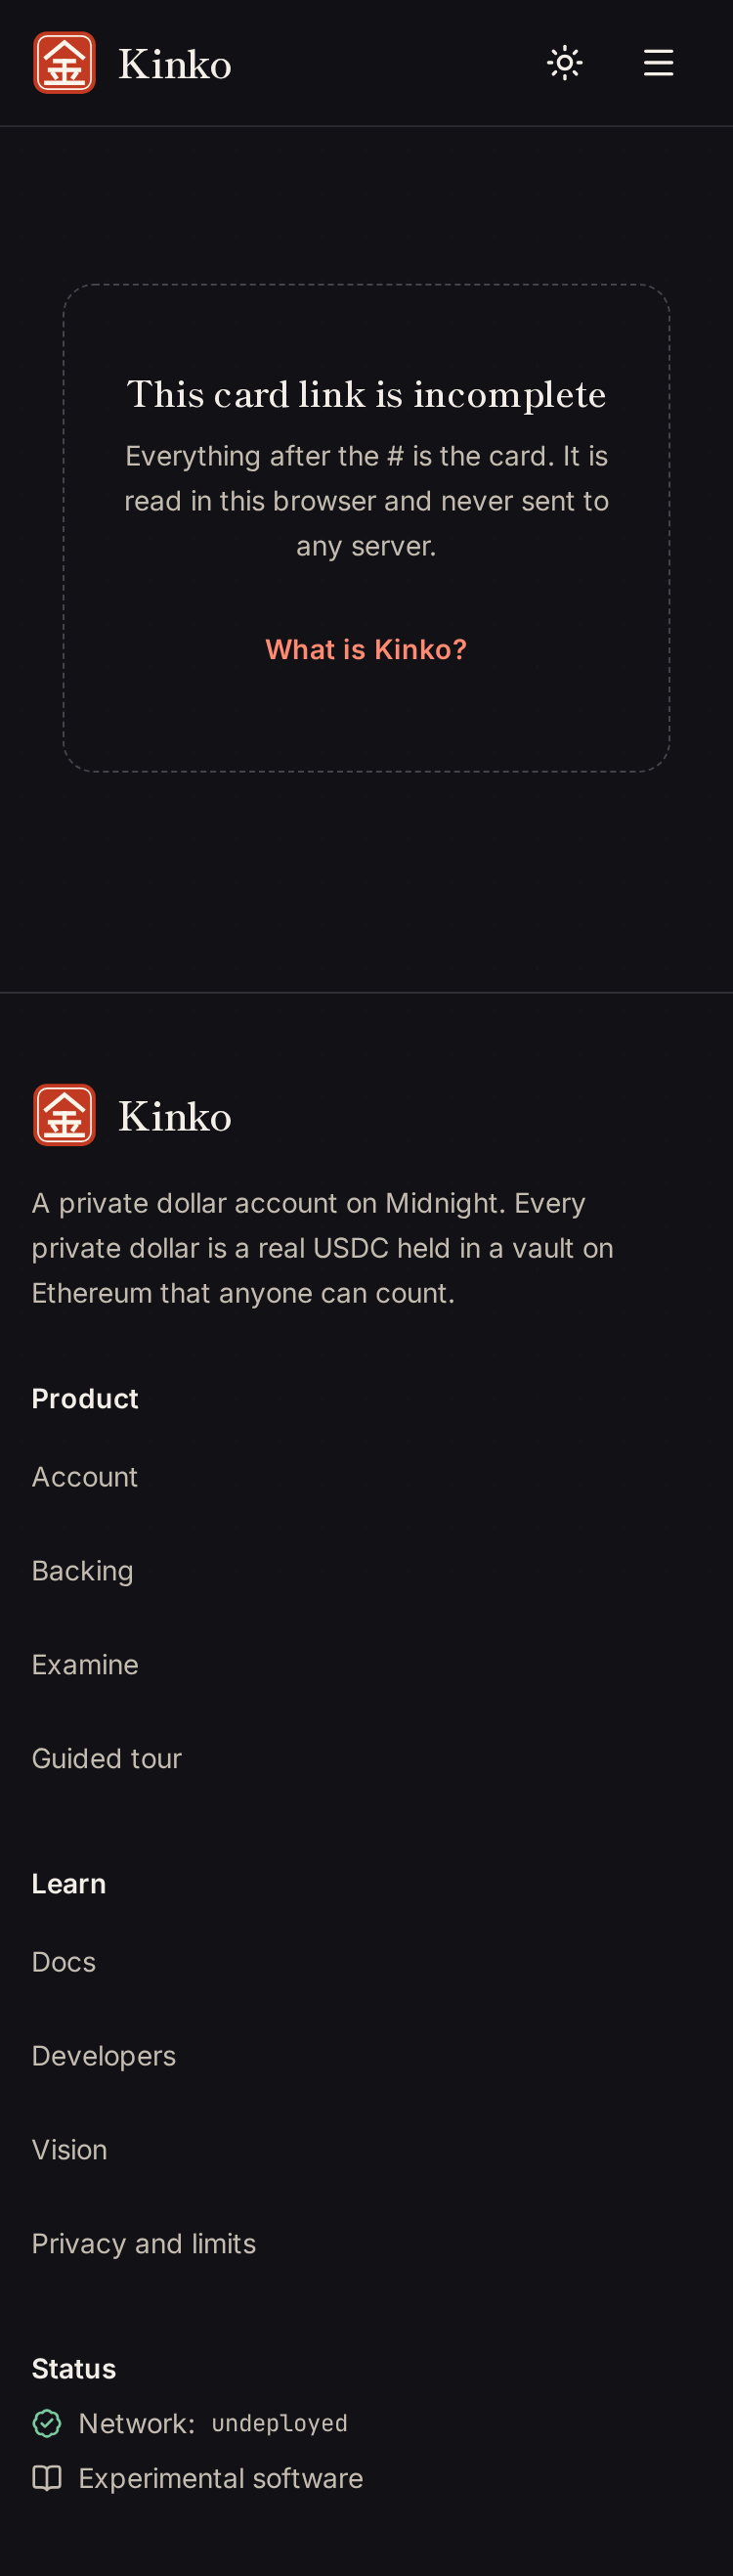 金 Kinko
This card link is incomplete
Everything after the # is the card. It is
read in this browser and never sent to
any server.
What is Kinko?
金 Kinko
A private dollar account on Midnight. Every
private dollar is a real USDC held in a vault on
Ethereum that anyone can count.
Product
Account
Backing
Examine
Guided tour
Learn
Docs
Developers
Vision
Privacy and limits
Status
Network: undeployed
Experimental software